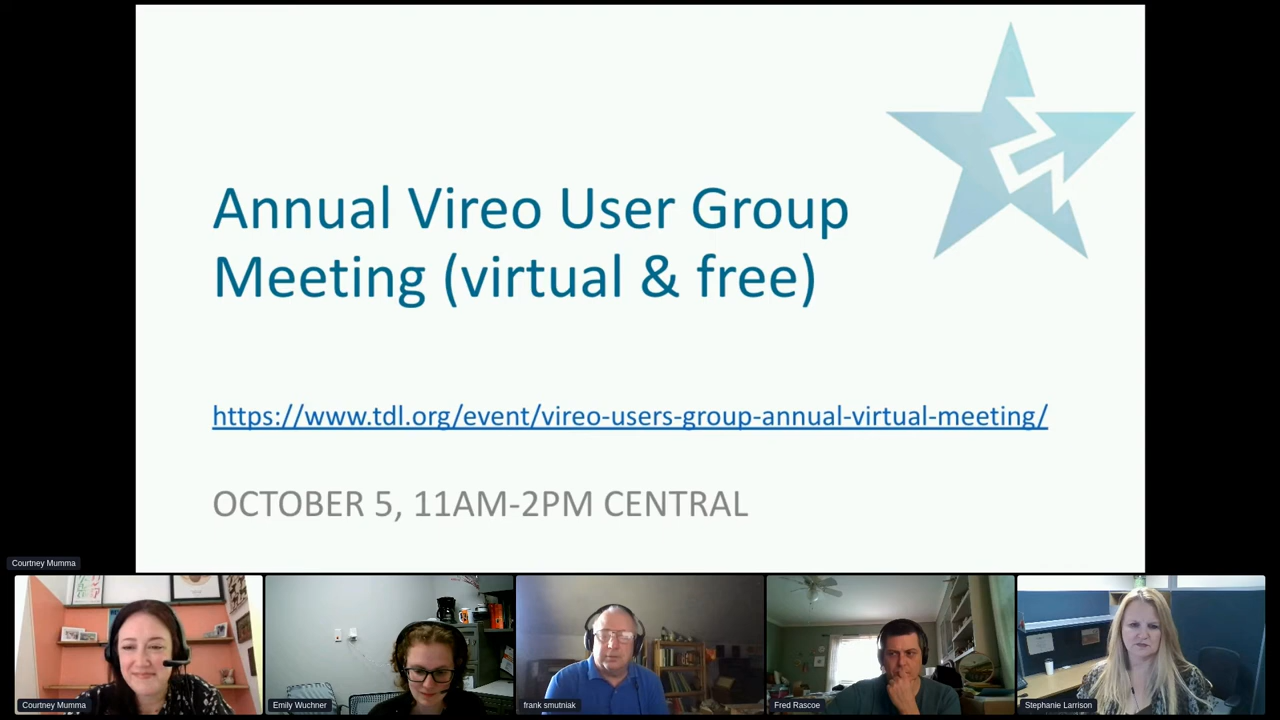 Annual Vireo User Group
Meeting (virtual & free)
https://www.tdl.org/event/vireo-users-group-annual-virtual-meeting/
OCTOBER 5, 11AM-2PM CENTRAL
Courtney Mumma
Courtney Mumma
Emily Wuchner
frank smutniak
Fred Rascoe
Stephanie Larrison